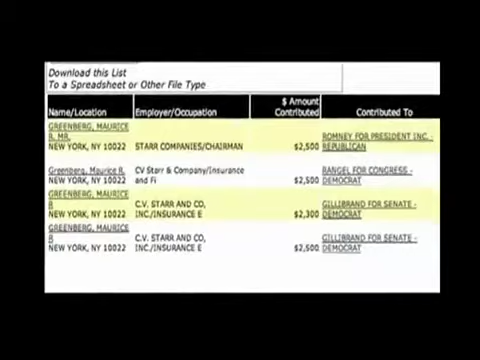 Download this List
To a Spreadsheet or Other File Type
Name/Location Employer/Occupation $ Amount Contributed Contributed To
GREENBERG, MAURICE
R. MR.
NEW YORK, NY 10022 STARR COMPANIES/CHAIRMAN $2,500 ROMNEY FOR PRESIDENT INC. -
REPUBLICAN
Greenberg, Maurice R.
NEW YORK, NY 10022 CV Starr & Company/Insurance
and Fi $2,500 RANGEL FOR CONGRESS -
DEMOCRAT
GREENBERG, MAURICE
R
NEW YORK, NY 10022 C.V. STARR AND CO,
INC./INSURANCE E $2,300 GILLIBRAND FOR SENATE -
DEMOCRAT
GREENBERG, MAURICE
R
NEW YORK, NY 10022 C.V. STARR AND CO,
INC./INSURANCE E $2,500 GILLIBRAND FOR SENATE -
DEMOCRAT